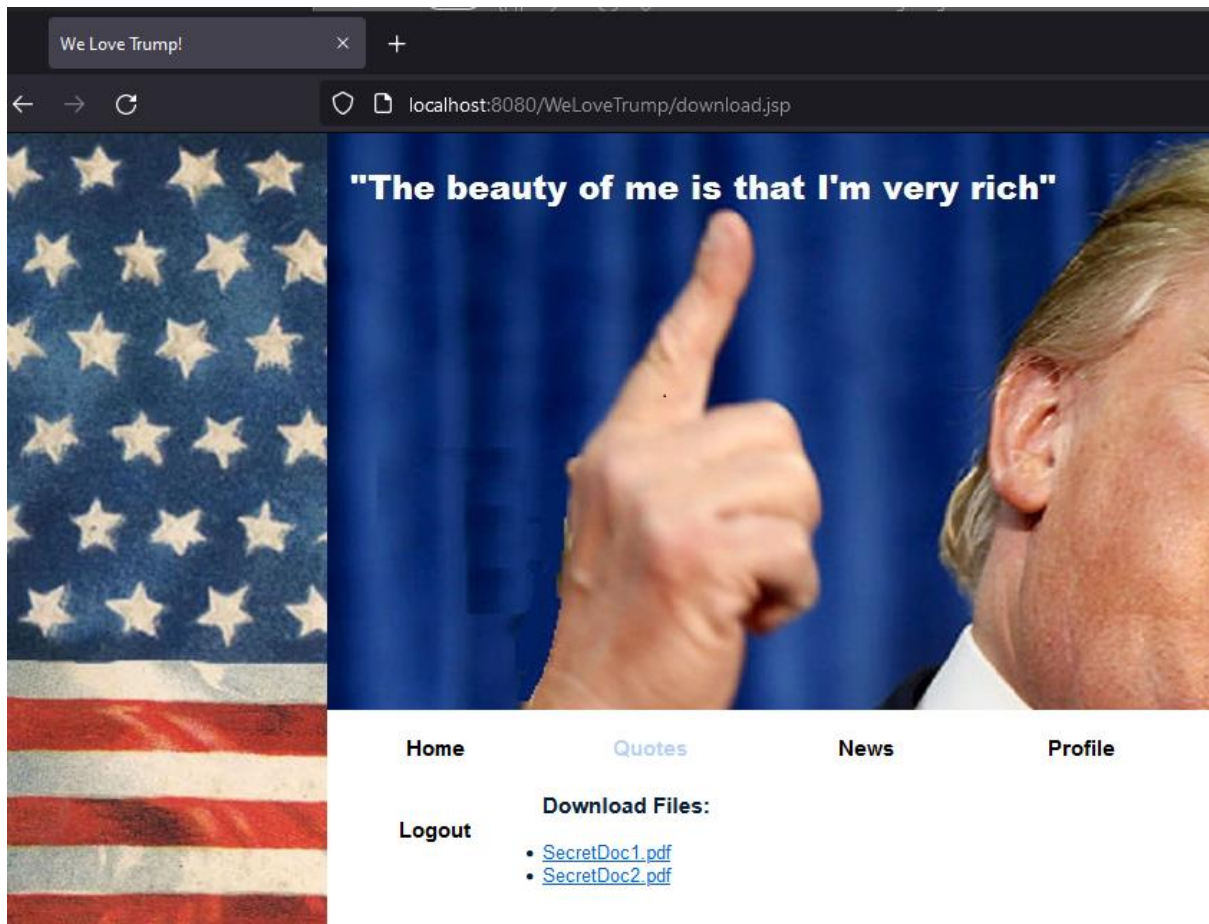 We Love Trump!
localhost:8080/WeLoveTrump/download.jsp
"The beauty of me is that I'm very rich"
Home Quotes News Profile
Download Files:
Logout
SecretDoc1.pdf
SecretDoc2.pdf